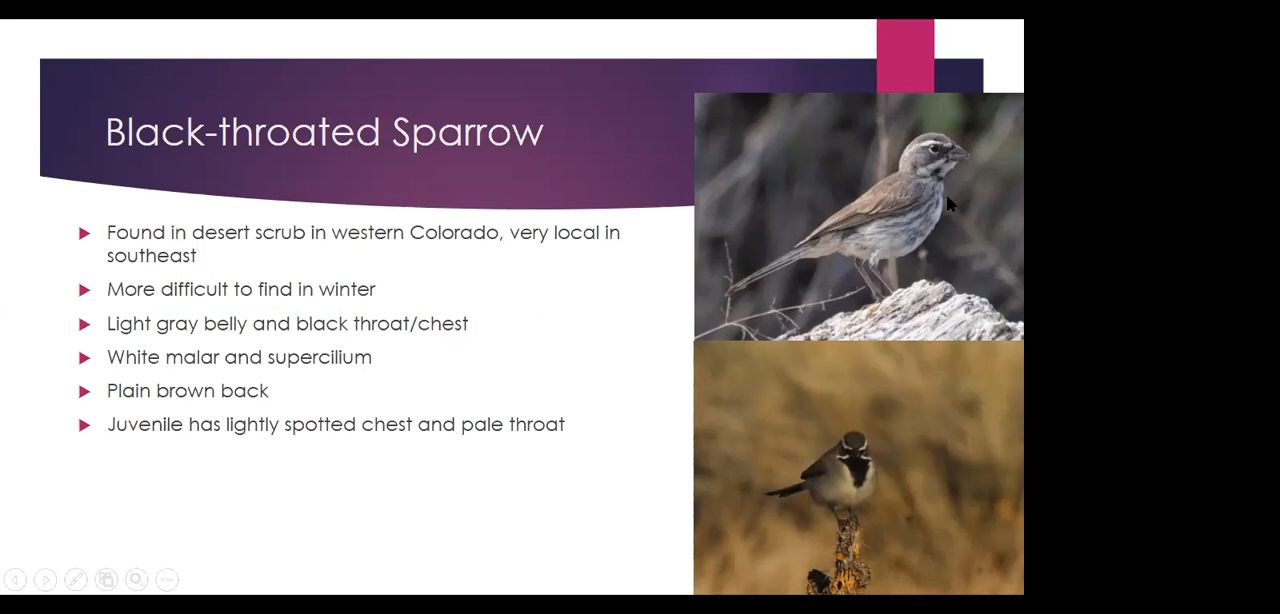 Black-throated Sparrow
Found in desert scrub in western Colorado, very local in
southeast
More difficult to find in winter
Light gray belly and black throat/chest
White malar and supercilium
Plain brown back
Juvenile has lightly spotted chest and pale throat